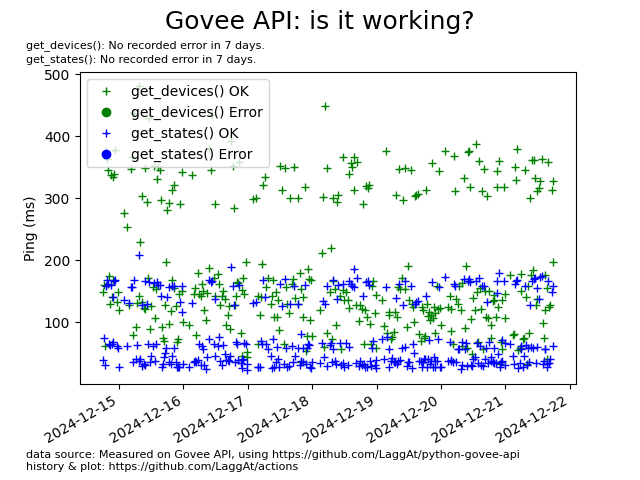 Govee API: is it working?
get_devices(): No recorded error in 7 days.
get_states(): No recorded error in 7 days.
500
400
300
200
100
Ping (ms)
get_devices() OK
get_devices() Error
get_states() OK
get_states() Error
2024-12-15
2024-12-16
2024-12-17
2024-12-18
2024-12-19
2024-12-20
2024-12-21
2024-12-22
data source: Measured on Govee API, using https://github.com/LaggAt/python-govee-api
history & plot: https://github.com/LaggAt/actions